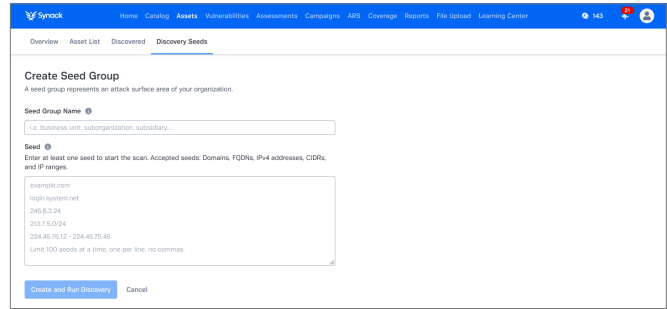 Synack
Home Catalog Assets Vulnerabilities Assessments Campaigns ARS Coverage Reports File Upload Learning Center 143 21
Overview Asset List Discovered Discovery Seeds
Create Seed Group
A seed group represents an attack surface area of your organization.
Seed Group Name
i.e. business unit, suborganization, subsidiary...
Seed
Enter at least one seed to start the scan. Accepted seeds: Domains, FQDNs, IPv4 addresses, CIDRs,
and IP ranges.
example.com
login.system.net
245.6.3.24
213.7.5.0/24
224.45.75.12 - 224.45.75.45
Limit 100 seeds at a time, one per line, no commas.
Create and Run Discovery Cancel